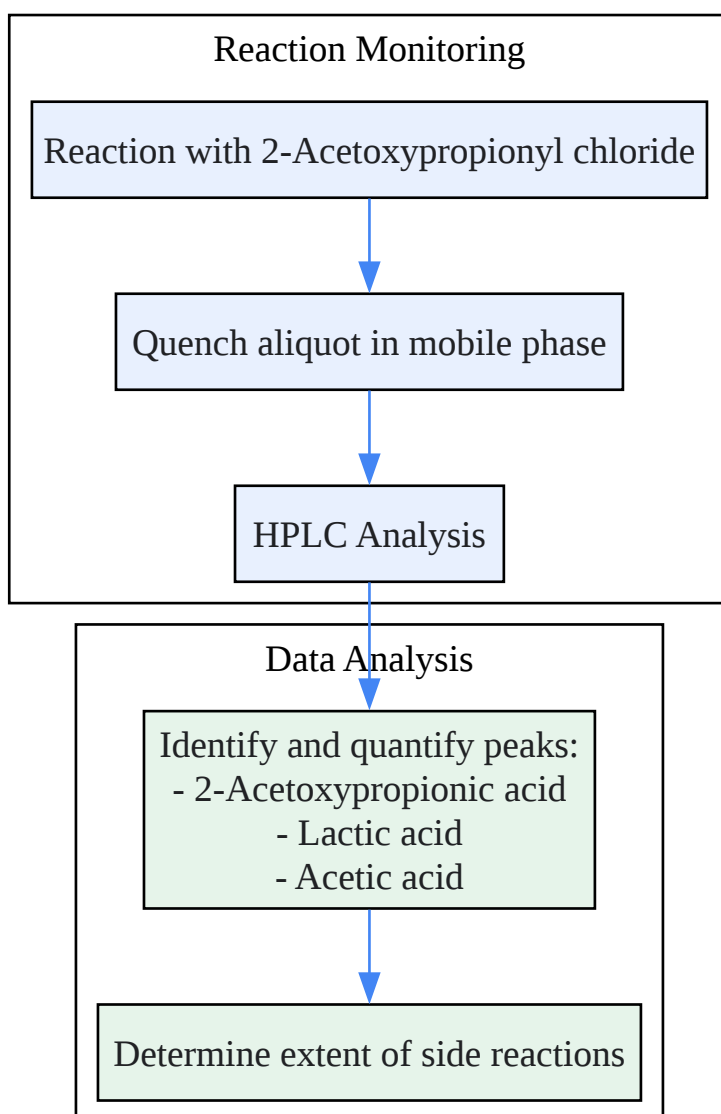 Reaction Monitoring
Reaction with 2-Acetoxypropionyl chloride
Quench aliquot in mobile phase
HPLC Analysis
Data Analysis
Identify and quantify peaks:
- 2-Acetoxypropionic acid
- Lactic acid
- Acetic acid
Determine extent of side reactions